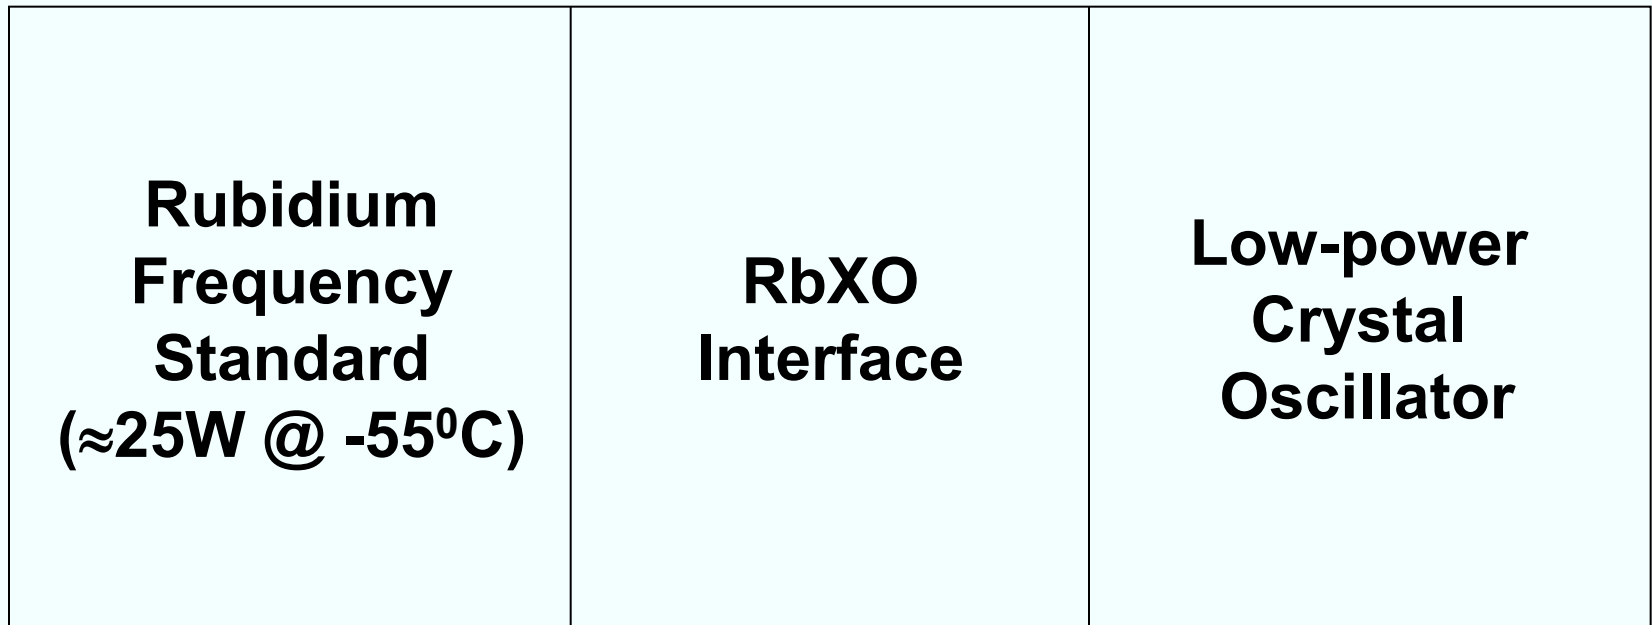 Rubidium
Frequency
Standard
(≈25W @ -55⁰C)
RbXO
Interface
Low-power
Crystal
Oscillator